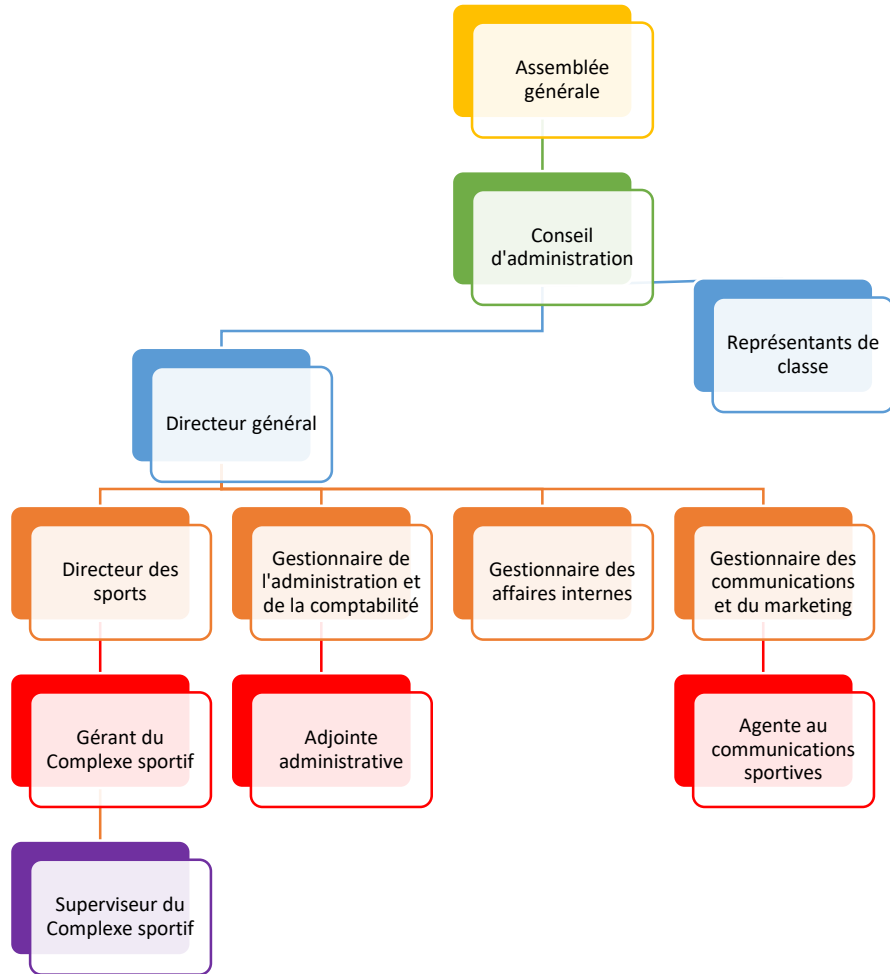 Assemblée
générale
Conseil
d'administration
Représentants de
classe
Directeur général
Directeur des
sports
Gestionnaire de
l'administration et
de la comptabilité
Gestionnaire des
affaires internes
Gestionnaire des
communications
et du marketing
Gérant du
Complexe sportif
Adjointe
administrative
Agente au
communications
sportives
Superviseur du
Complexe sportif